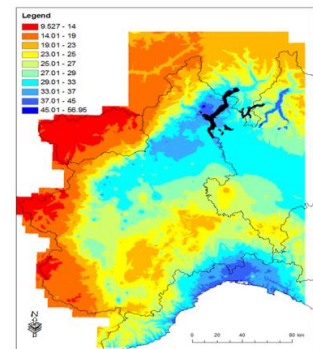 Legend
9.527 - 14
14.01 - 19
19.01 - 23
23.01 - 25
25.01 - 27
27.01 - 29
29.01 - 33
33.01 - 37
37.01 - 45
45.01 - 56.95
N
0 20 40 80 km